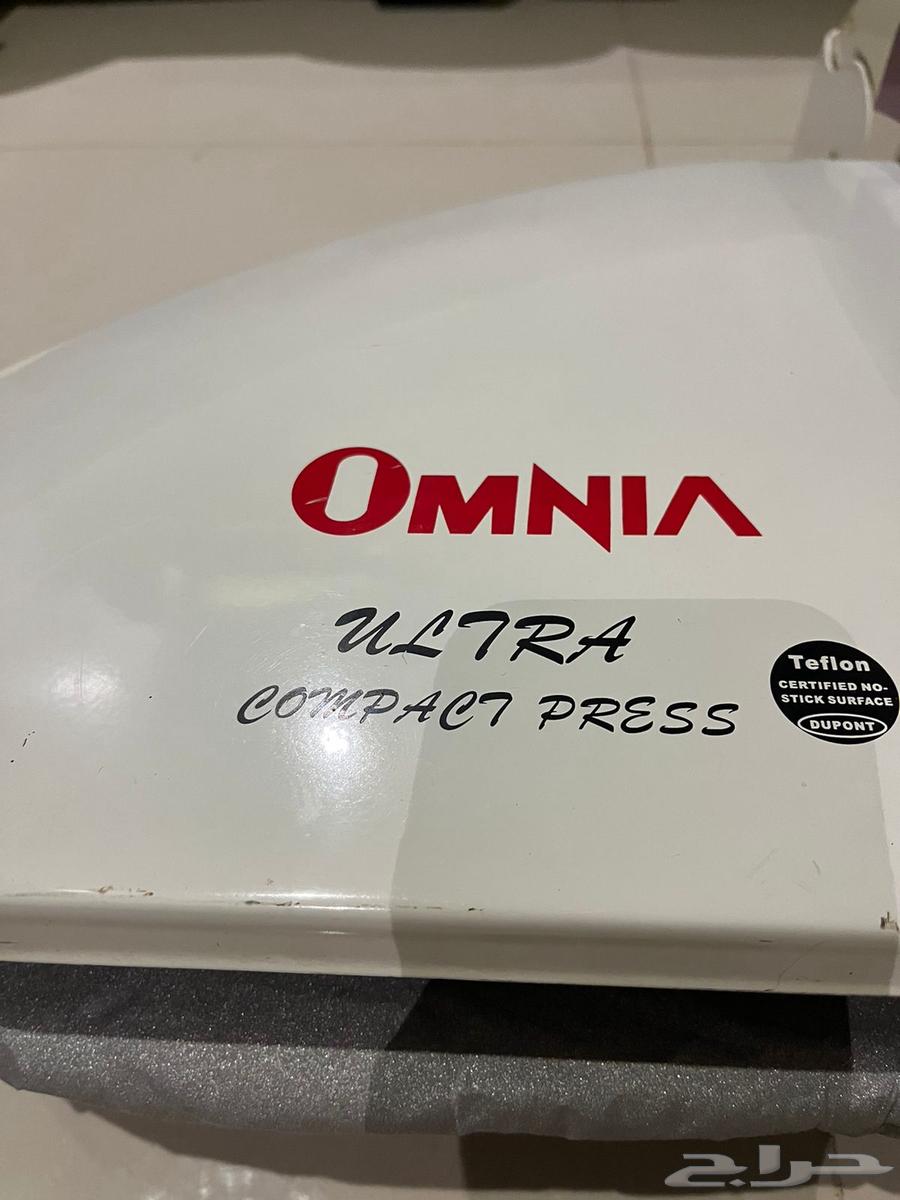 OMNIA
ULTRA
COMPACT PRESS
Teflon
CERTIFIED NO-
STICK SURFACE
DUPONT
حراج